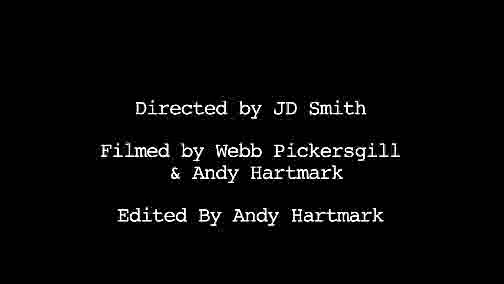 Directed by JD Smith
Filmed by Webb Pickersgill
& Andy Hartmark
Edited By Andy Hartmark